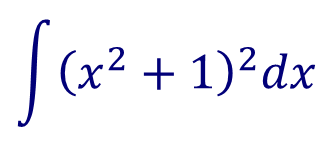 ∫(x² + 1)²dx